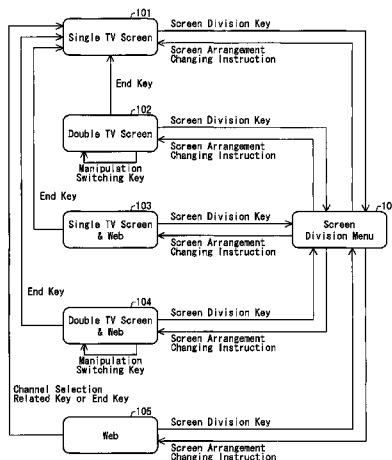 101
Single TV Screen
Screen Division Key
Screen Arrangement
Changing Instruction
End Key
102
Double TV Screen
Screen Division Key
Screen Arrangement
Changing Instruction
Manipulation
Switching Key
End Key
103
Single TV Screen
& Web
Screen Division Key
Screen Arrangement
Changing Instruction
10
Screen
Division Menu
End Key
104
Double TV Screen
& Web
Screen Division Key
Screen Arrangement
Changing Instruction
Manipulation
Switching Key
Channel Selection
Related Key or End Key
105
Web
Screen Division Key
Screen Arrangement
Changing Instruction